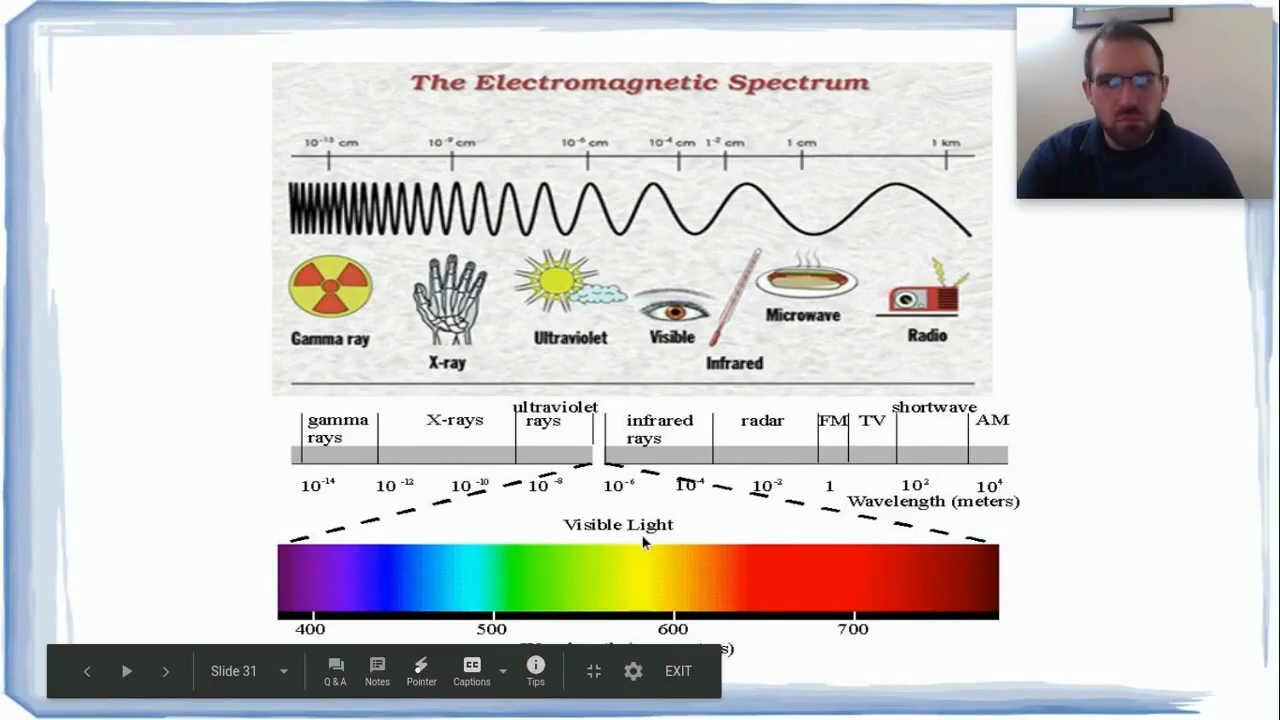 The Electromagnetic Spectrum
10⁻⁹ cm 10⁻⁶ cm 10⁻⁴ cm 1⁻² cm 1 cm 1 km
Gamma ray
X-ray
Ultraviolet
Visible
Infrared
Microwave
Radio
gamma rays
X-rays
ultraviolet rays
infrared rays
radar
FM
TV
shortwave
AM
10⁻¹⁴ 10⁻¹² 10⁻¹⁰ 10⁻⁸ 10⁻⁶ 10⁻⁴ 10⁻² 1 10² 10⁴
Wavelength (meters)
Visible Light
400 500 600 700
Slide 31
Q & A
Notes
Pointer
CC
Captions
Tips
EXIT